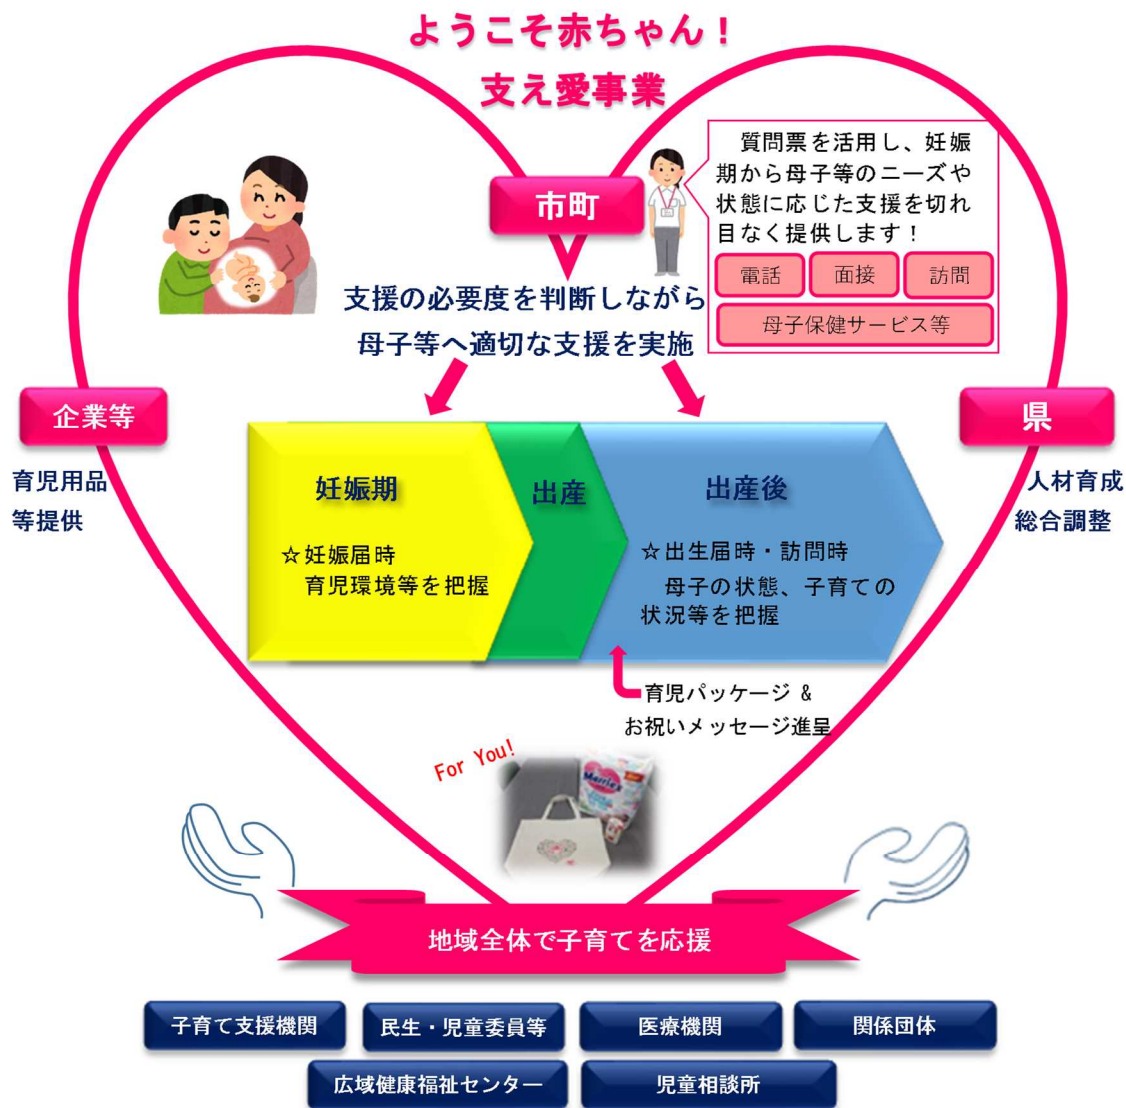 ようこそ赤ちゃん！
支え愛事業
市町
質問票を活用し、妊娠
期から母子等のニーズや
状態に応じた支援を切れ
目なく提供します！
電話
面接
訪問
母子保健サービス等
支援の必要度を判断しながら
母子等へ適切な支援を実施
企業等
育児用品
等提供
県
人材育成
総合調整
妊娠期
☆妊娠届時
育児環境等を把握
出産
出産後
☆出生届時・訪問時
母子の状態、子育ての
状況等を把握
育児パッケージ &
お祝いメッセージ進呈
For You!
Merries
地域全体で子育てを応援
子育て支援機関
民生・児童委員等
医療機関
関係団体
広域健康福祉センター
児童相談所